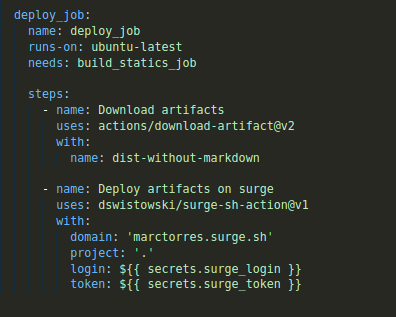 deploy_job:
  name: deploy_job
  runs-on: ubuntu-latest
  needs: build_statics_job

  steps:
    - name: Download artifacts
      uses: actions/download-artifact@v2
      with:
        name: dist-without-markdown

    - name: Deploy artifacts on surge
      uses: dswistowski/surge-sh-action@v1
      with:
        domain: 'marctorres.surge.sh'
        project: '.'
        login: ${{ secrets.surge_login }}
        token: ${{ secrets.surge_token }}